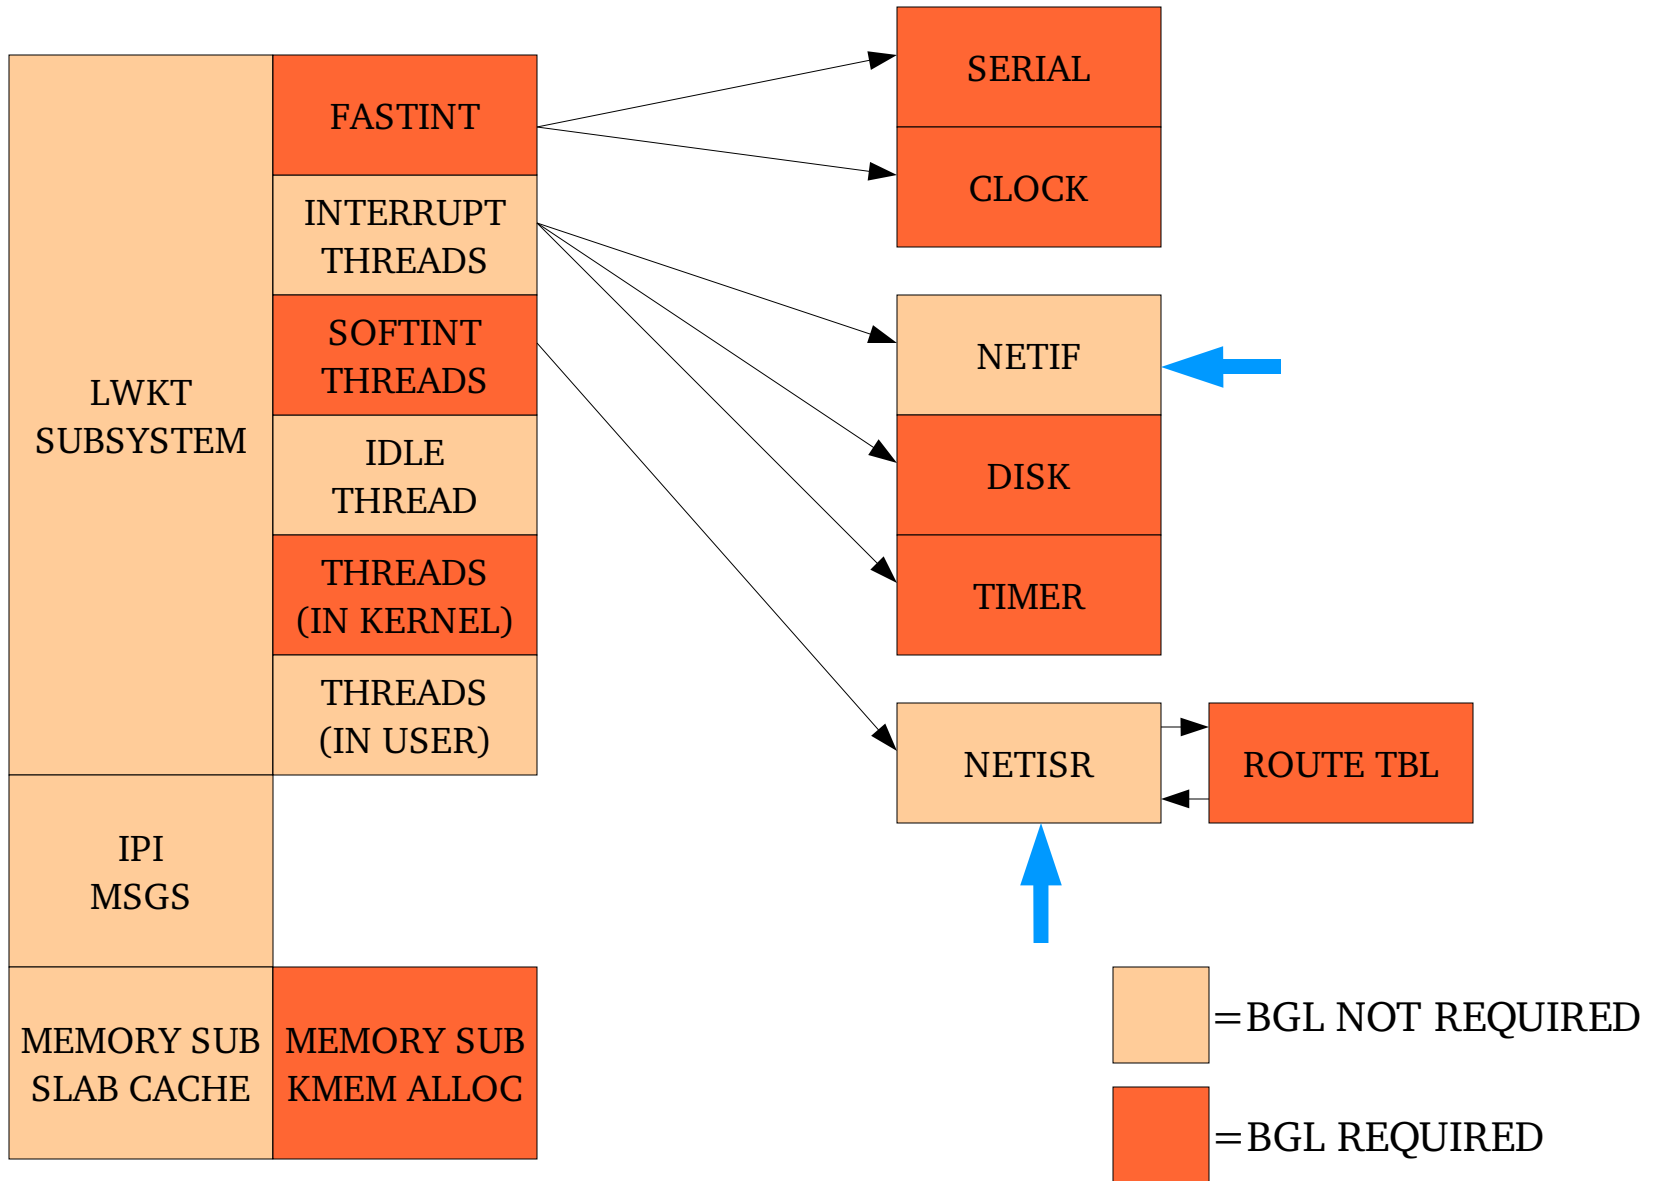 LWKT
SUBSYSTEM
IPI
MSGS
MEMORY SUB
SLAB CACHE
FASTINT
INTERRUPT
THREADS
SOFTINT
THREADS
IDLE
THREAD
THREADS
(IN KERNEL)
THREADS
(IN USER)
MEMORY SUB
KMEM ALLOC
SERIAL
CLOCK
NETIF
DISK
TIMER
NETISR
ROUTE TBL
=BGL NOT REQUIRED
=BGL REQUIRED